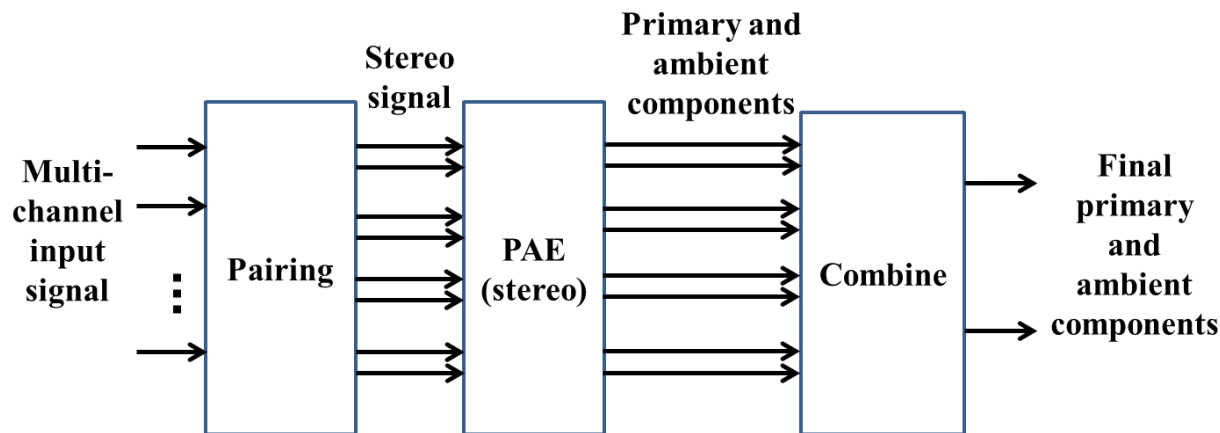 Multi-
channel
input
signal
Pairing
Stereo
signal
PAE
(stereo)
Primary and
ambient
components
Combine
Final
primary
and
ambient
components